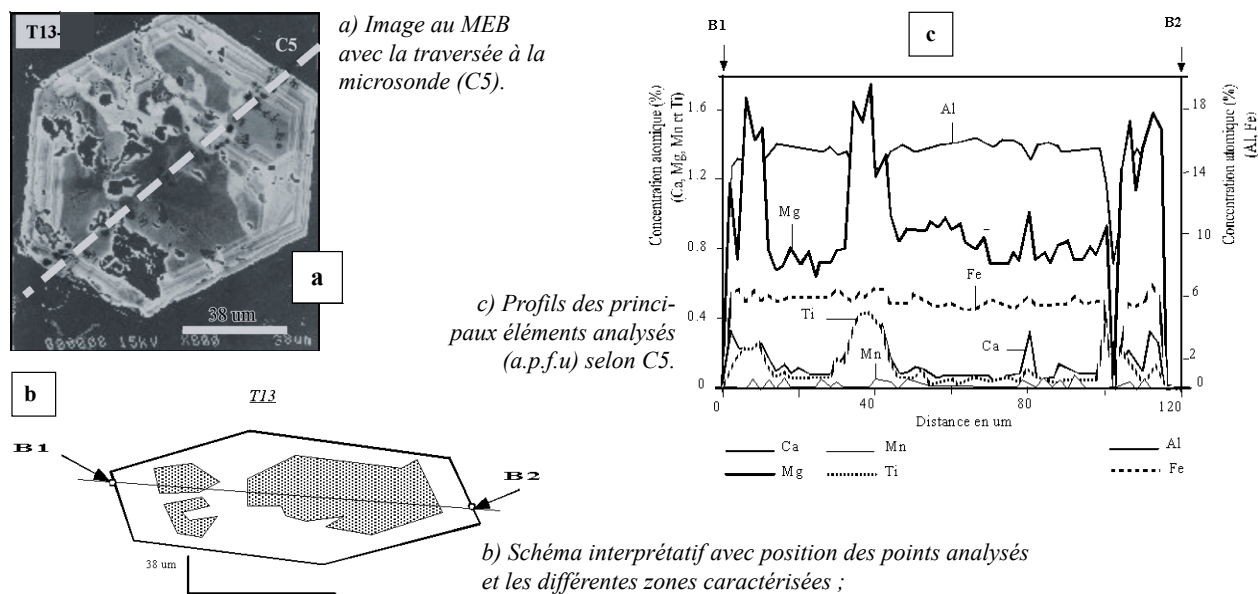 T13-
C5
a
38 um
15kV X800 38um
a) Image au MEB
avec la traversée à la
microsonde (C5).
c) Profils des princi-
paux éléments analysés
(a.p.f.u) selon C5.
B1
c
B2
Concentration atomique (%)
(Ca, Mg, Mn et Ti)
1.6
1.2
0.8
0.4
0
Al
Mg
Fe
Ti
Mn
Ca
18
14
10
6
2
0
Concentration atomique (%)
(Al, Fe)
0 40 80 120
Distance en um
Ca Mn Al
Mg Ti Fe
b
T13
B1
B2
38 um
b) Schéma interprétatif avec position des points analysés
et les différentes zones caractérisées ;